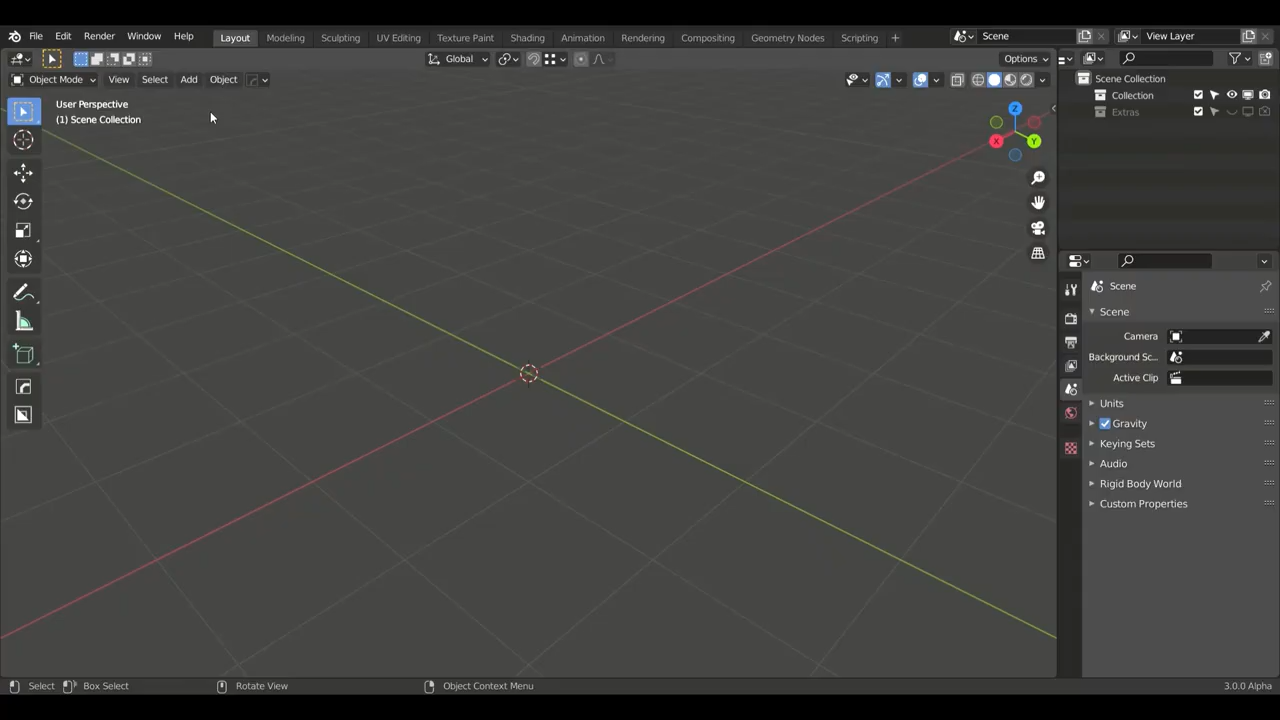 File Edit Render Window Help Layout Modeling Sculpting UV Editing Texture Paint Shading Animation Rendering Compositing Geometry Nodes Scripting + Scene View Layer
Global Options
Object Mode View Select Add Object
User Perspective
(1) Scene Collection
Z
X
Y
Scene Collection
Collection
Extras
Scene
Scene
Camera
Background Sc...
Active Clip
Units
Gravity
Keying Sets
Audio
Rigid Body World
Custom Properties
Select Box Select Rotate View Object Context Menu 3.0.0 Alpha